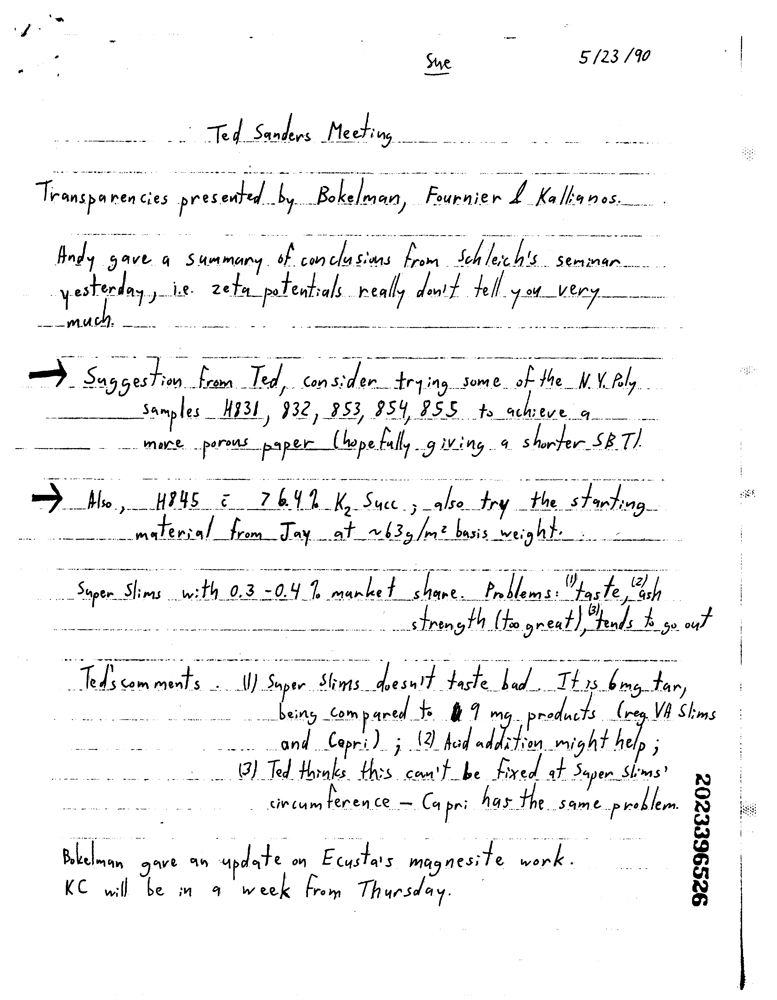 Sue
5/23/90
Ted Sanders Meeting
Transparencies presented by Bokelman, Fournier & Kallianos.
Andy gave a summary of conclusions from Schleich's seminar
yesterday, i.e. zeta potentials really don't tell you very
much.
→ Suggestion from Ted, consider trying some of the N.V. Poly
samples H831, 832, 853, 854, 855 to achieve a
more porous paper (hopefully giving a shorter SBT).
→ Also, H845 c̄ 76.4% K2 Succ ; also try the starting
material from Jay at ~63g/m² basis weight.
Super Slims with 0.3-0.4% market share. Problems: (1) taste, (2) ash
strength (too great), (3) tends to go out
Ted's comments. (1) Super Slims doesn't taste bad. It is 6mg tar,
being compared to 9 mg products (reg VA Slims
and Capri) ; (2) Acid addition might help ;
(3) Ted thinks this can't be fixed at Super Slims'
circumference – Capri has the same problem.
Bokelman gave an update on Ecusta's magnesite work.
KC will be in a week from Thursday.
2023396526